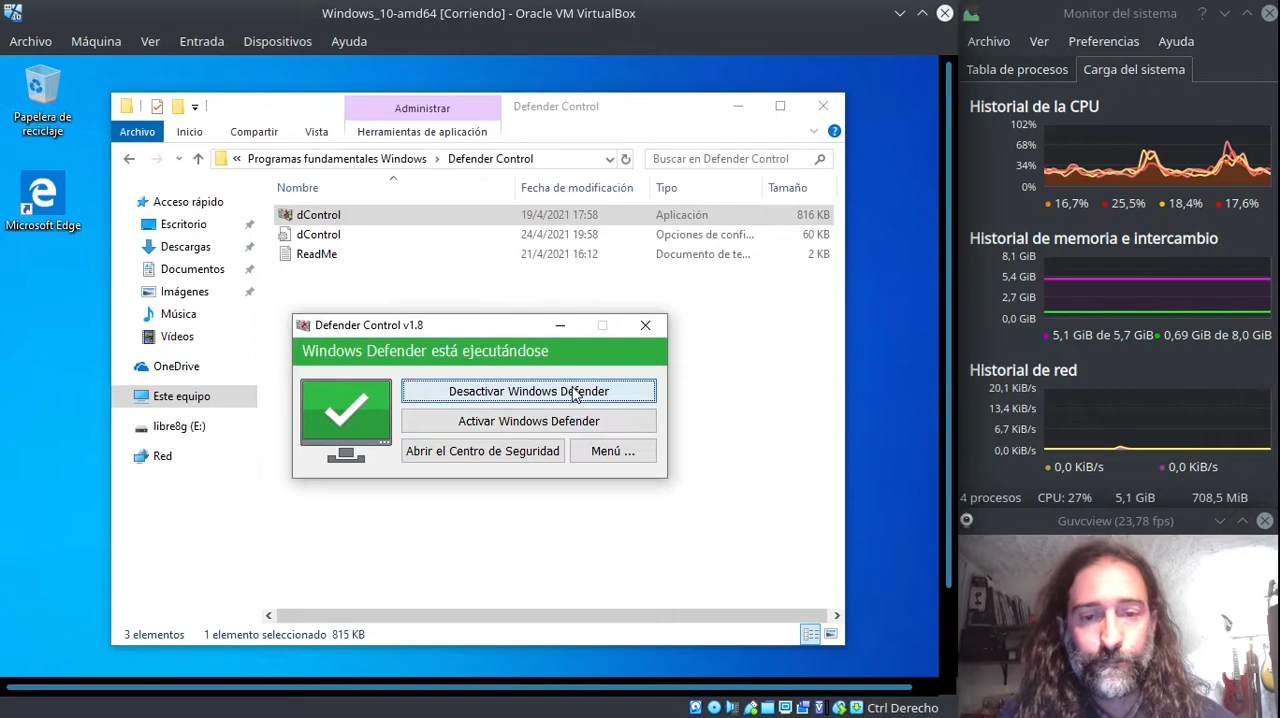 Windows_10-amd64 [Corriendo] - Oracle VM VirtualBox
Archivo Máquina Ver Entrada Dispositivos Ayuda
Papelera de
reciclaje
Microsoft Edge
Administrar
Defender Control
Archivo Inicio Compartir Vista Herramientas de aplicación
« Programas fundamentales Windows > Defender Control
Buscar en Defender Control
Nombre Fecha de modificación Tipo Tamaño
dControl 19/4/2021 17:58 Aplicación 816 KB
dControl 24/4/2021 19:58 Opciones de confi... 60 KB
ReadMe 21/4/2021 16:12 Documento de te... 2 KB
Acceso rápido
Escritorio
Descargas
Documentos
Imágenes
Música
Vídeos
OneDrive
Este equipo
libre8g (E:)
Red
Defender Control v1.8
Windows Defender está ejecutándose
Desactivar Windows Defender
Activar Windows Defender
Abrir el Centro de Seguridad
Menú ...
3 elementos 1 elemento seleccionado 815 KB
Ctrl Derecho
Monitor del sistema
Archivo Ver Preferencias Ayuda
Tabla de procesos Carga del sistema
Historial de la CPU
102%
68%
34%
0%
16,7% 25,5% 18,4% 17,6%
Historial de memoria e intercambio
8,1 GiB
5,4 GiB
2,7 GiB
0,0 GiB
5,1 GiB de 5,7 GiB 0,69 GiB de 8,0 GiB
Historial de red
20,1 KiB/s
13,4 KiB/s
6,7 KiB/s
0,0 KiB/s
0,0 KiB/s 0,0 KiB/s
4 procesos CPU: 27% 5,1 GiB 708,5 MiB
Guvcview (23,78 fps)